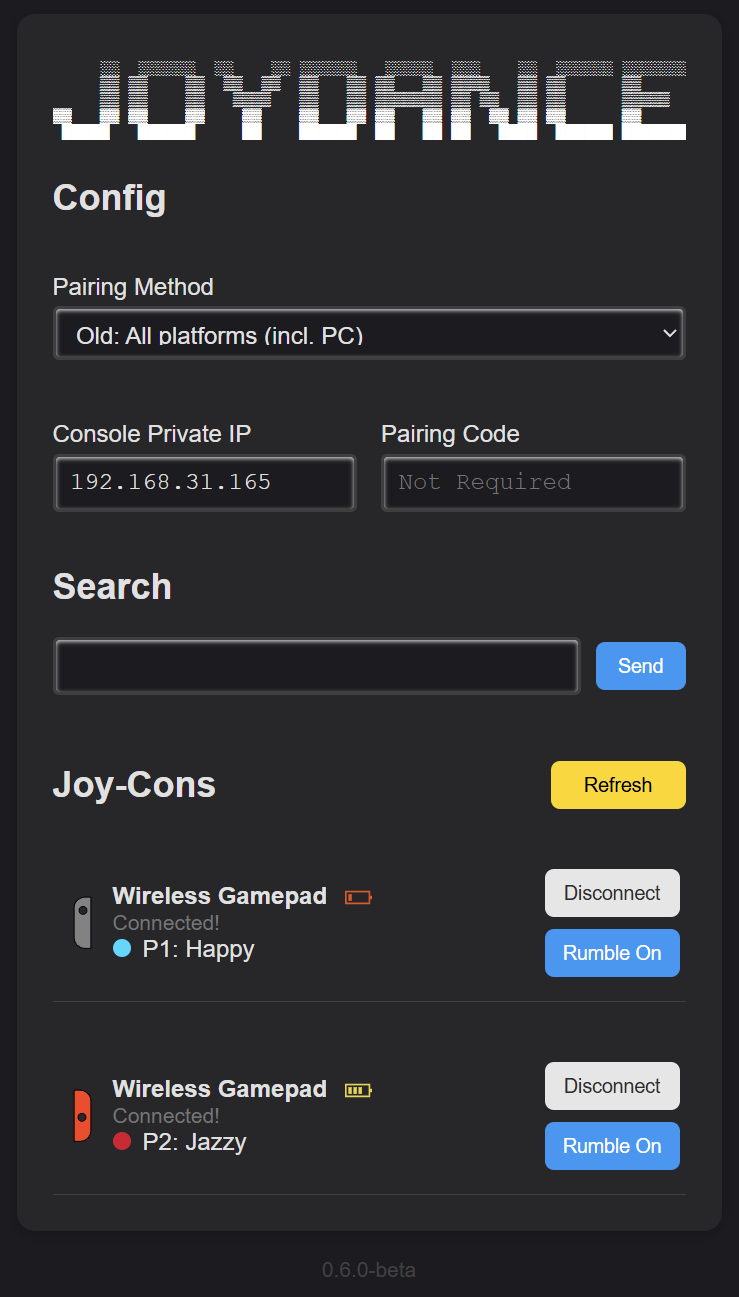 JOYDANCE
Config
Pairing Method
Old: All platforms (incl. PC)
Console Private IP
Pairing Code
192.168.31.165
Not Required
Search
Send
Joy-Cons
Refresh
Wireless Gamepad
Disconnect
Connected!
P1: Happy
Rumble On
Wireless Gamepad
Disconnect
Connected!
P2: Jazzy
Rumble On
0.6.0-beta